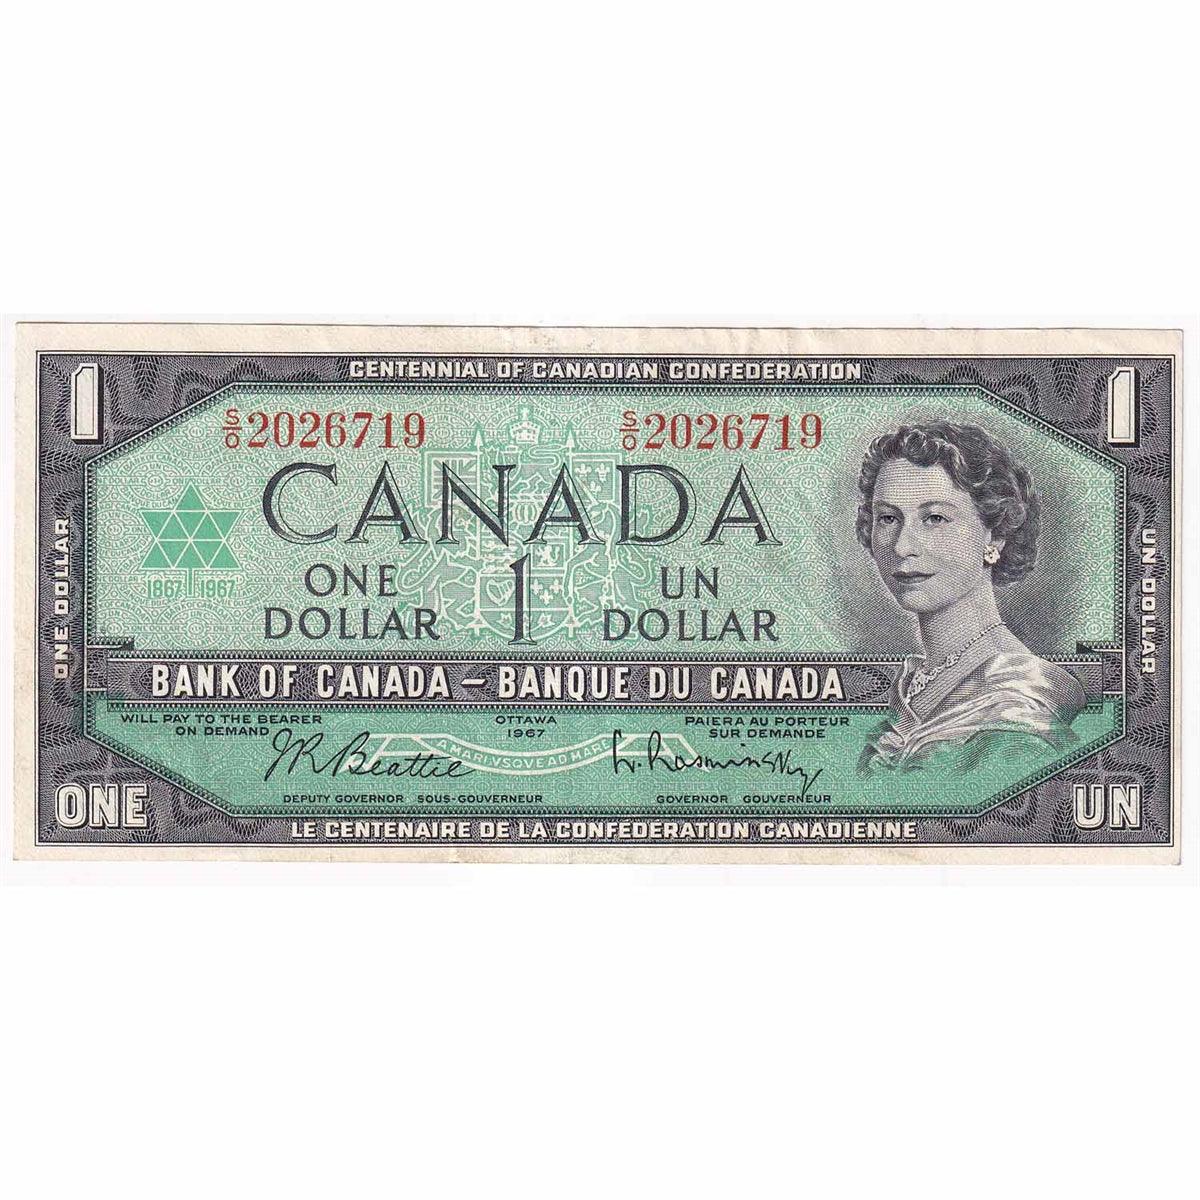 1 CENTENNIAL OF CANADIAN CONFEDERATION 1
S/O 2026719 S/O 2026719
CANADA
1867 1967
ONE DOLLAR
1
UN DOLLAR
ONE DOLLAR
UN DOLLAR
BANK OF CANADA – BANQUE DU CANADA
WILL PAY TO THE BEARER
ON DEMAND
OTTAWA
1967
PAIERA AU PORTEUR
SUR DEMANDE
A MARI VSQVE AD MARE
J R Beattie
L. Rasminsky
DEPUTY GOVERNOR SOUS-GOUVERNEUR
GOVERNOR GOUVERNEUR
ONE
UN
LE CENTENAIRE DE LA CONFÉDÉRATION CANADIENNE